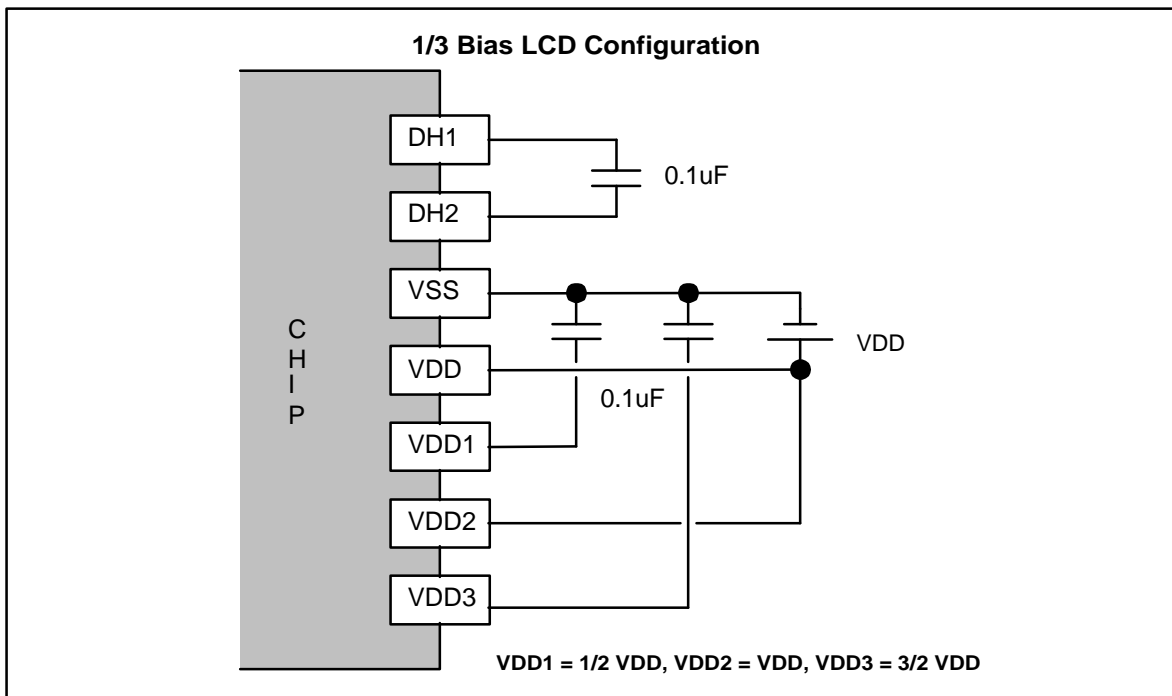 1/3 Bias LCD Configuration
DH1
0.1uF
DH2
VSS
C
H
I
P
VDD
VDD
0.1uF
VDD1
VDD2
VDD3
VDD1 = 1/2 VDD, VDD2 = VDD, VDD3 = 3/2 VDD